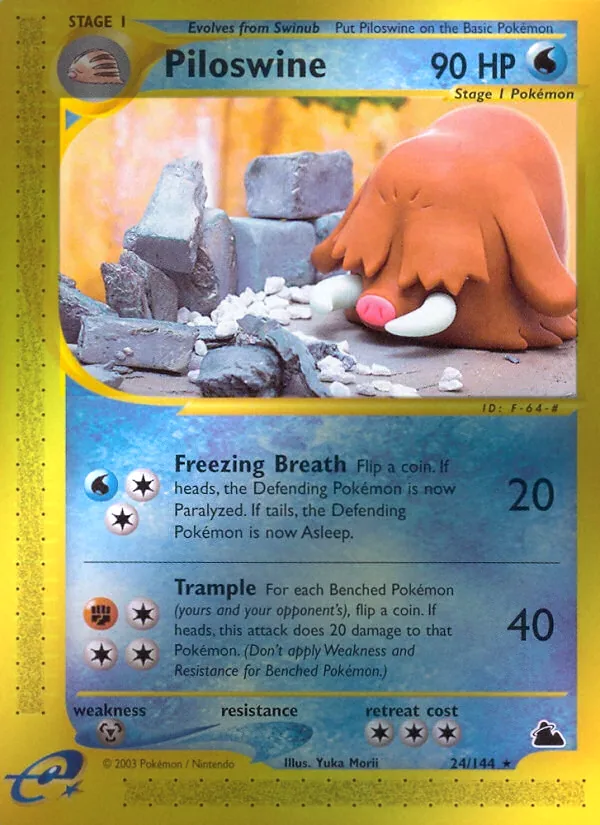 STAGE 1
Evolves from Swinub Put Piloswine on the Basic Pokémon
Piloswine 90 HP
Stage 1 Pokémon
ID: F-64-#
Freezing Breath Flip a coin. If
heads, the Defending Pokémon is now
Paralyzed. If tails, the Defending
Pokémon is now Asleep.
20
Trample For each Benched Pokémon
(yours and your opponent's), flip a coin. If
heads, this attack does 20 damage to that
Pokémon. (Don't apply Weakness and
Resistance for Benched Pokémon.)
40
weakness resistance retreat cost
© 2003 Pokémon / Nintendo Illus. Yuka Morii 24/144 ★
e